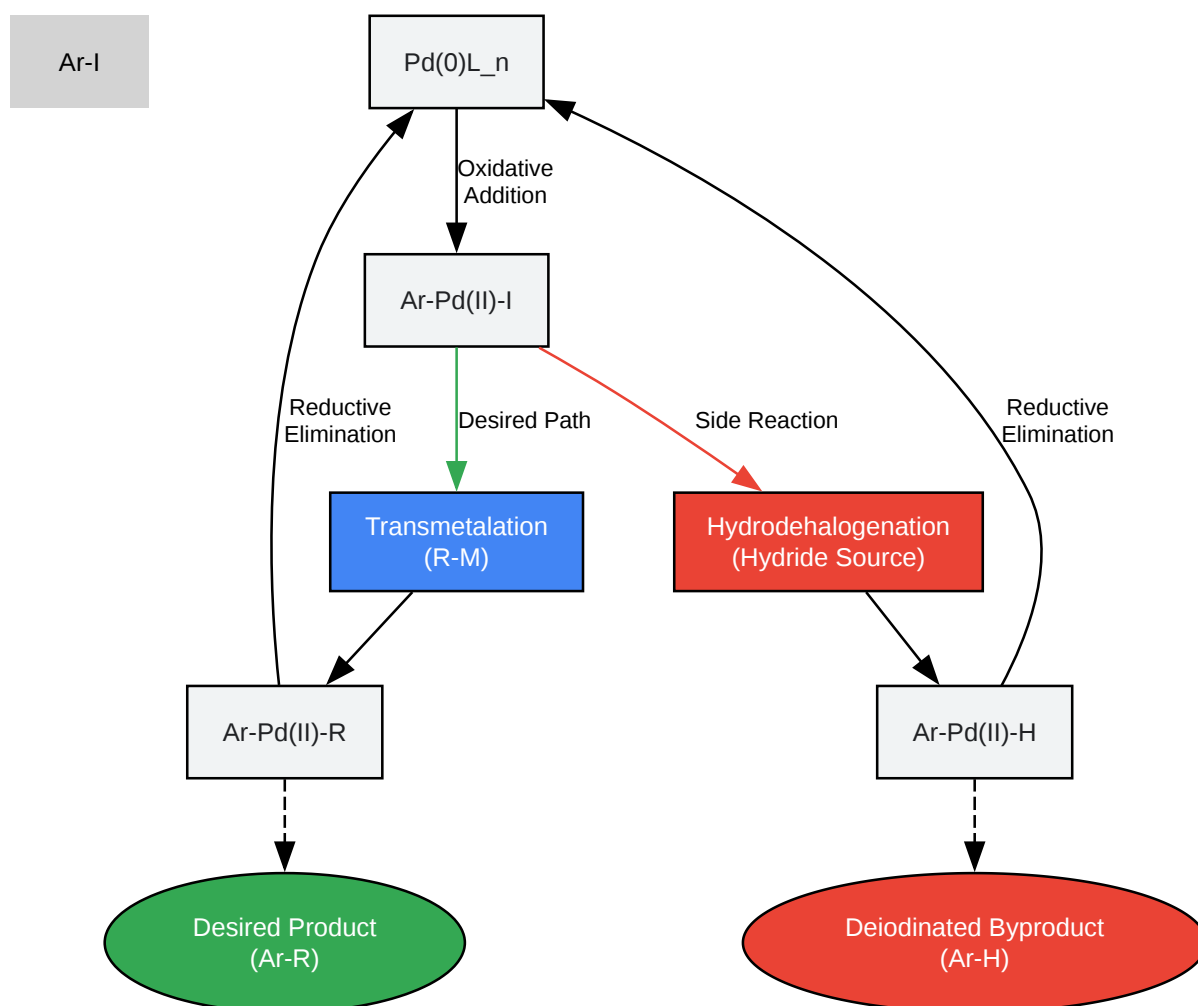 Ar-I
Pd(0)L_n
Oxidative
Addition
Ar-Pd(II)-I
Reductive
Elimination
Desired Path
Side Reaction
Reductive
Elimination
Transmetalation
(R-M)
Hydrodehalogenation
(Hydride Source)
Ar-Pd(II)-R
Ar-Pd(II)-H
Desired Product
(Ar-R)
Deiodinated Byproduct
(Ar-H)